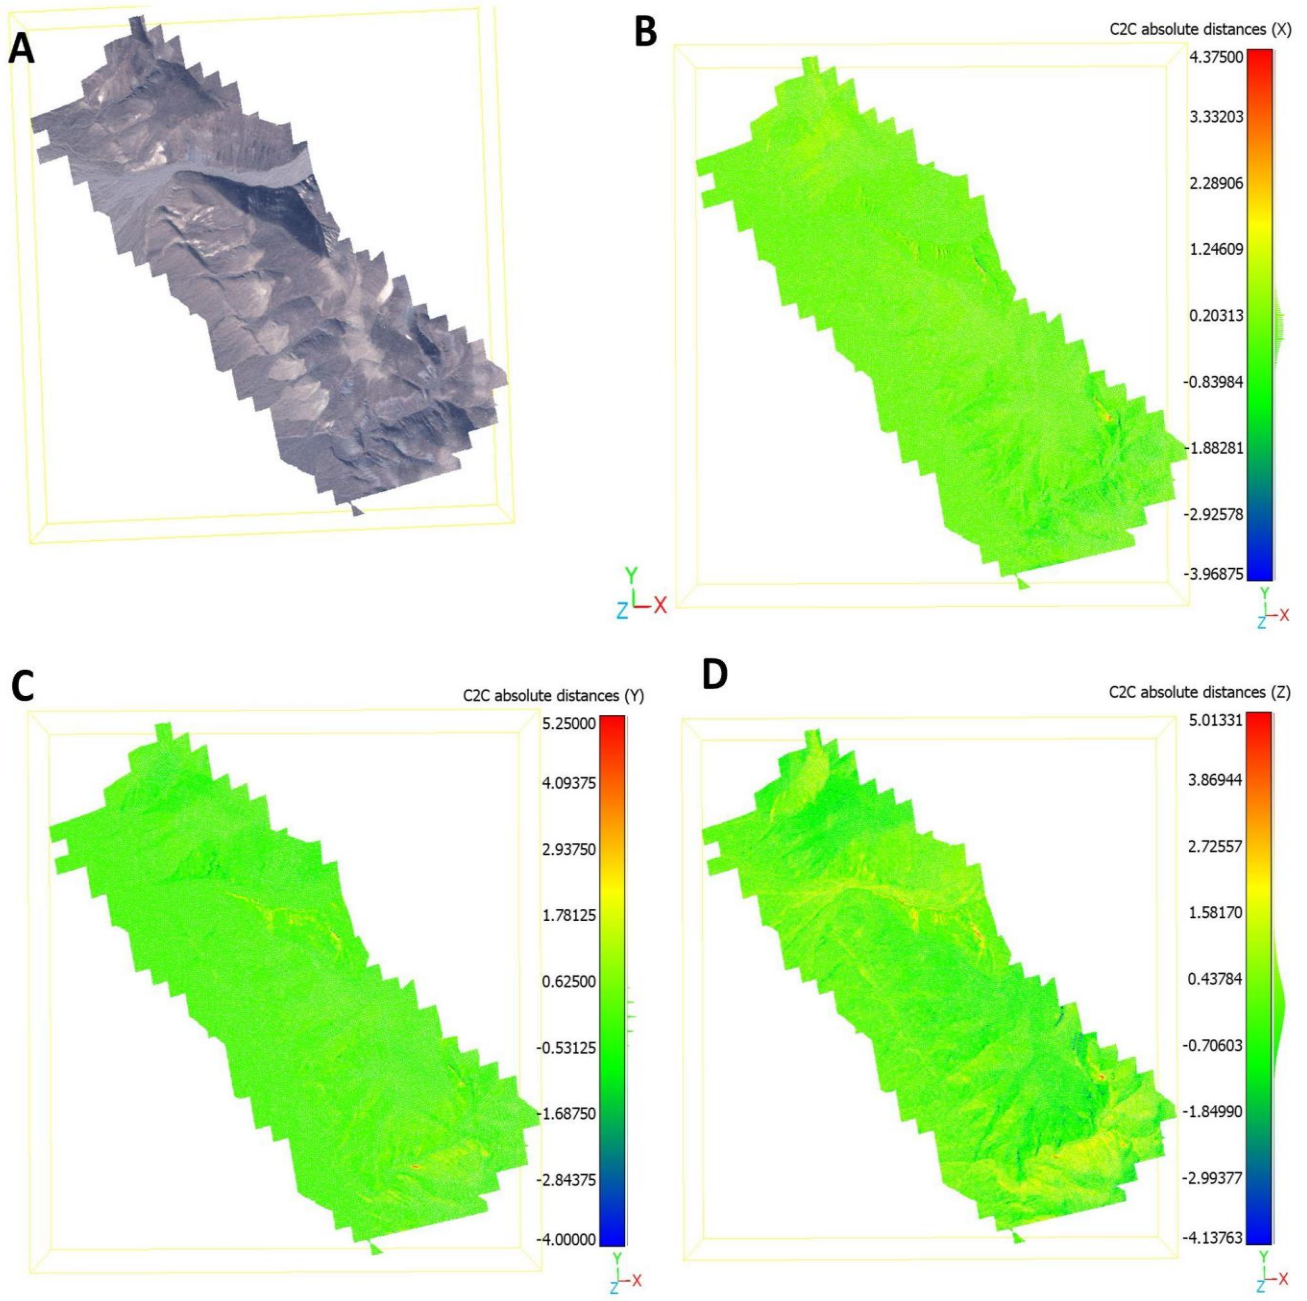 A
B
C2C absolute distances (X)
4.37500
3.33203
2.28906
1.24609
0.20313
-0.83984
-1.88281
-2.92578
-3.96875
Y
Z X
Y
Z X
C
C2C absolute distances (Y)
5.25000
4.09375
2.93750
1.78125
0.62500
-0.53125
-1.68750
-2.84375
-4.00000
Y
Z X
D
C2C absolute distances (Z)
5.01331
3.86944
2.72557
1.58170
0.43784
-0.70603
-1.84990
-2.99377
-4.13763
Y
Z X